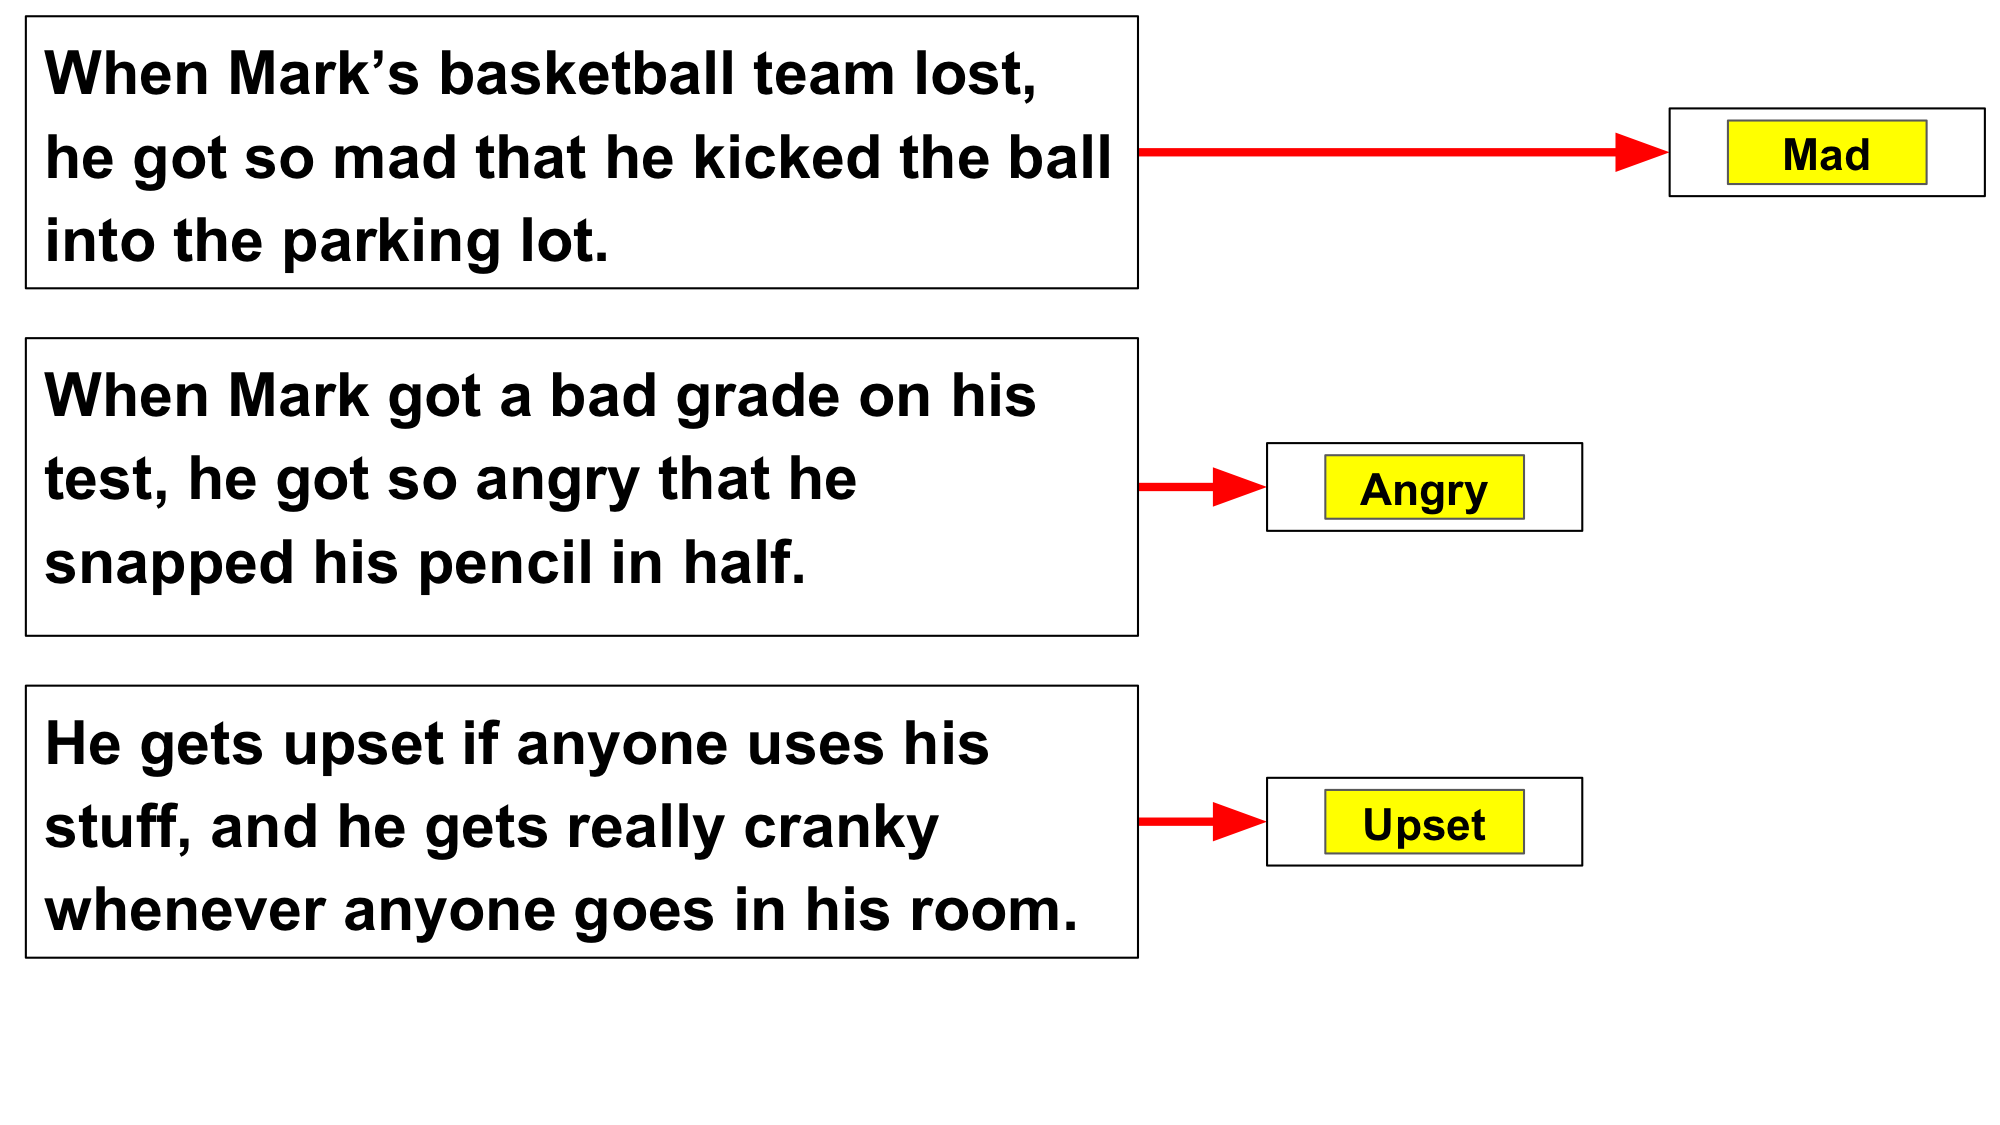 When Mark’s basketball team lost,
he got so mad that he kicked the ball
into the parking lot.
Mad
When Mark got a bad grade on his
test, he got so angry that he
snapped his pencil in half.
Angry
He gets upset if anyone uses his
stuff, and he gets really cranky
whenever anyone goes in his room.
Upset